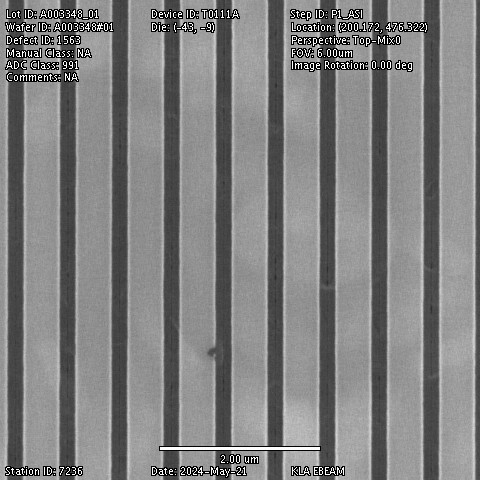 Lot ID: A003348_01
Wafer ID: A003348#01
Defect ID: 1563
Manual Class: NA
ADC Class: 991
Comments: NA
Device ID: T0111A
Die: (-43, -9)
Step ID: P1_ASI
Location: (200.172, 476.322)
Perspective: Top-Mix0
FOV: 6.00um
Image Rotation: 0.00 deg
2.00 um
Station ID: 7236
Date: 2024-May-21
KLA EBEAM